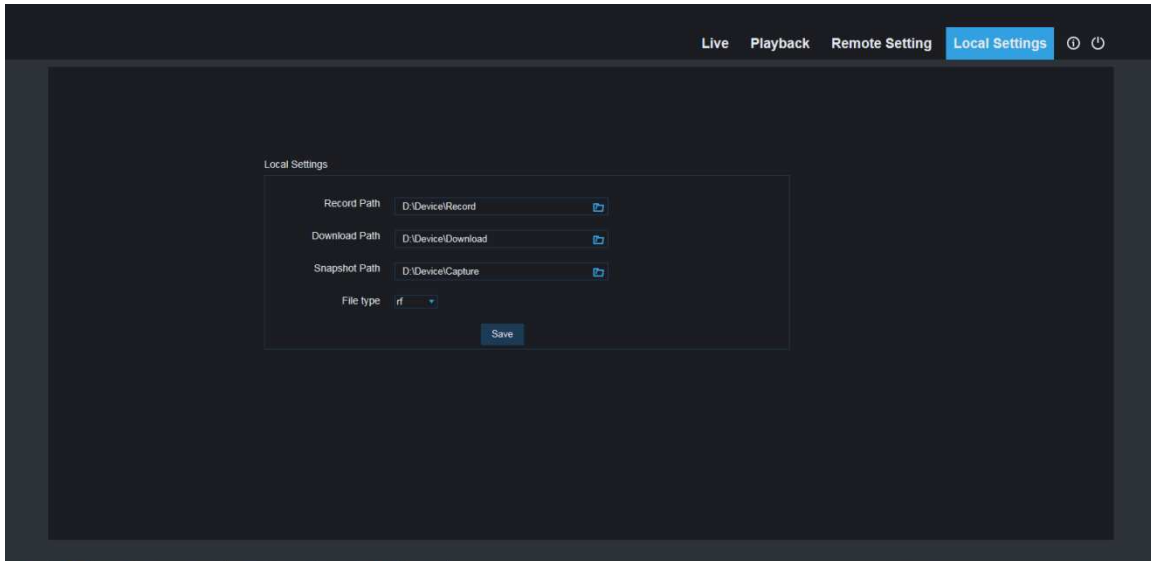 Live Playback Remote Setting Local Settings
Local Settings
Record Path D:\Device\Record
Download Path D:\Device\Download
Snapshot Path D:\Device\Capture
File type rf
Save